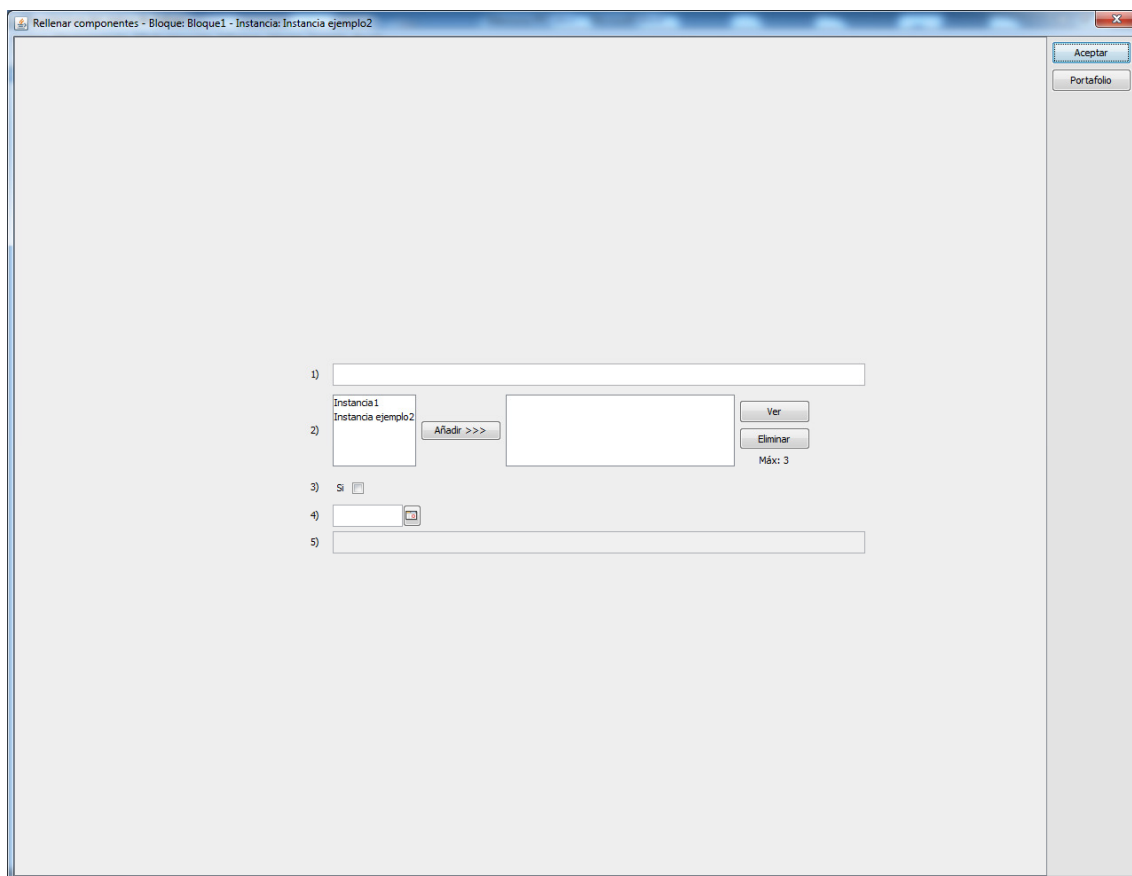 Rellenar componentes - Bloque: Bloque1 - Instancia: Instancia ejemplo2
Aceptar
Portafolio
1)
2)
Instancia1
Instancia ejemplo2
Añadir >>>
Ver
Eliminar
Máx: 3
3) Si
4)
5)